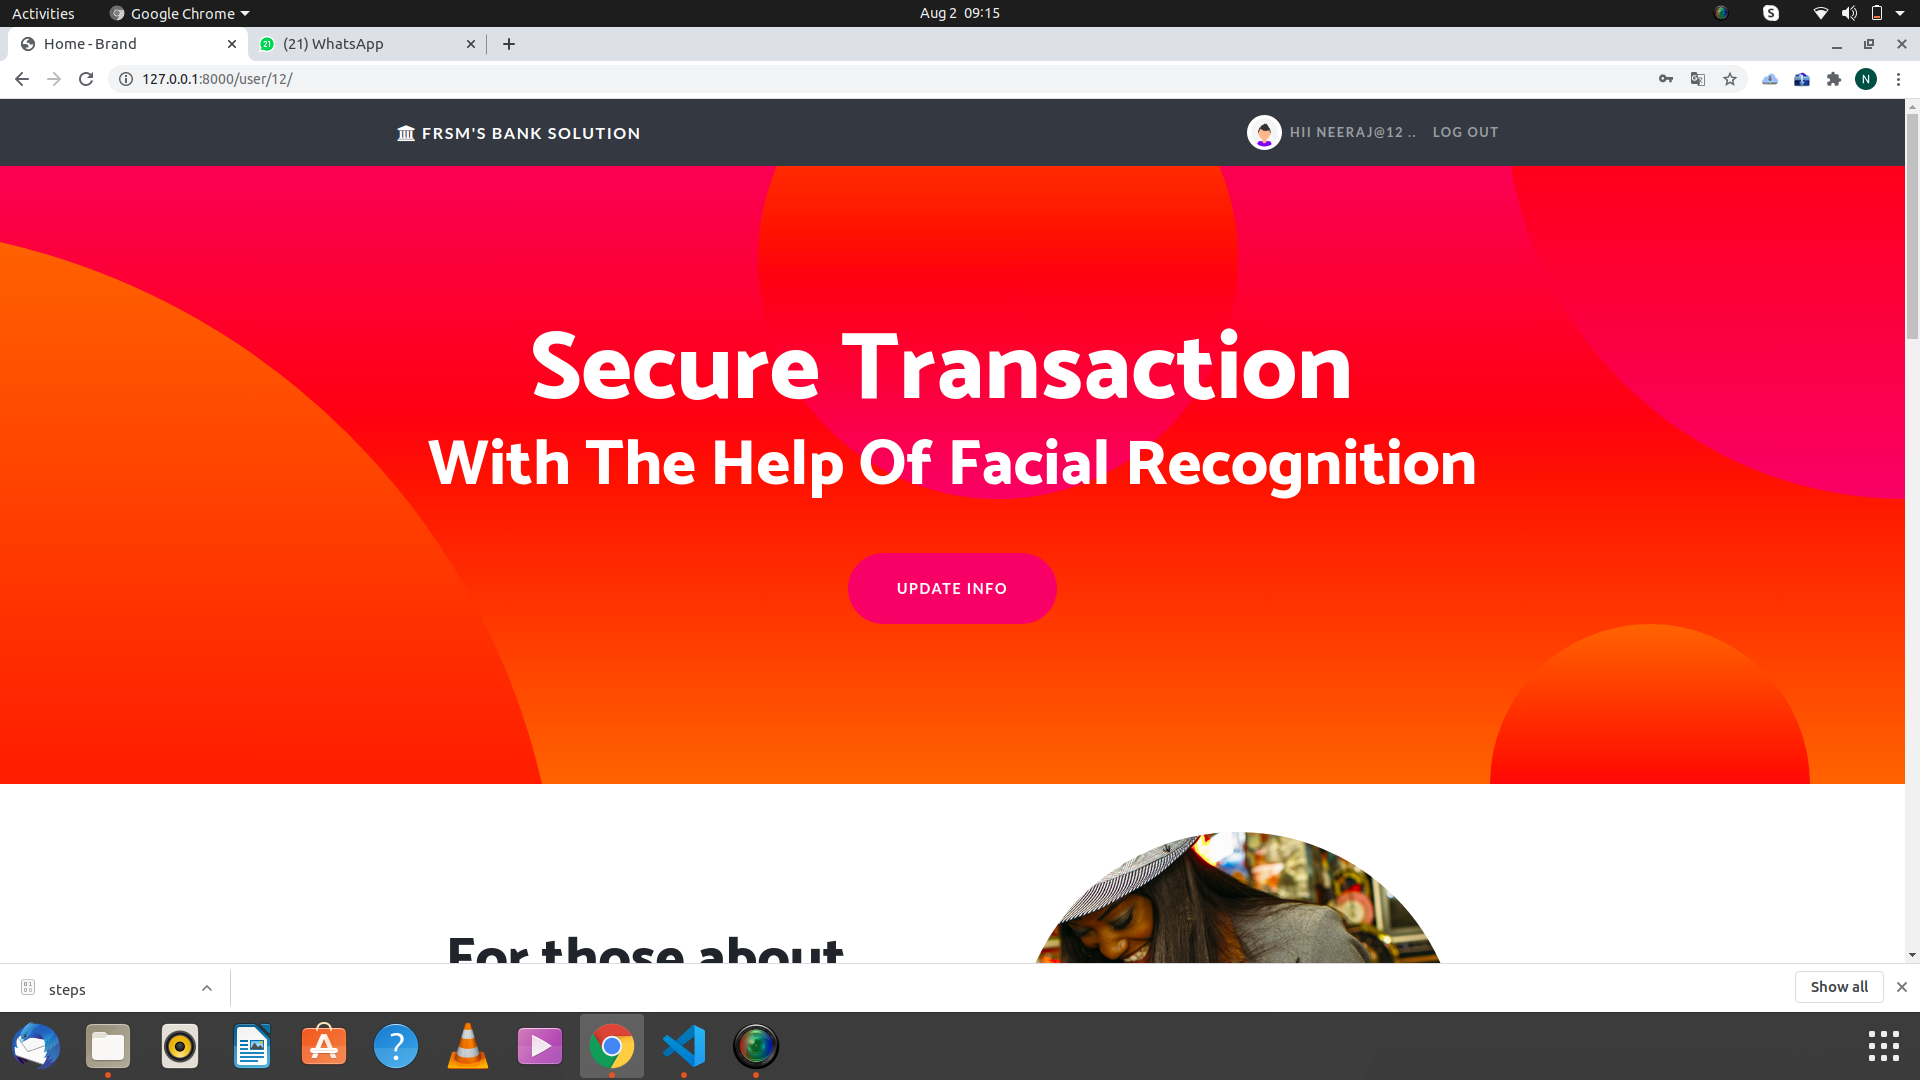 Activities
Google Chrome
Aug 2 09:15
S
Home - Brand
21
(21) WhatsApp
127.0.0.1:8000/user/12/
N
FRSM'S BANK SOLUTION
HII NEERAJ@12 ..
LOG OUT
Secure Transaction
With The Help Of Facial Recognition
UPDATE INFO
For those about
steps
Show all